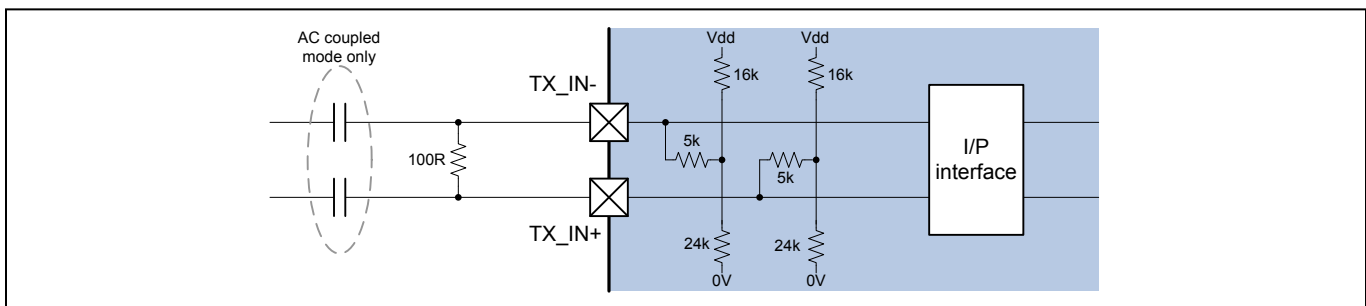 AC coupled
mode only
Vdd
Vdd
16k
16k
TX_IN-
5k
100R
5k
I/P
interface
TX_IN+
24k
24k
0V
0V